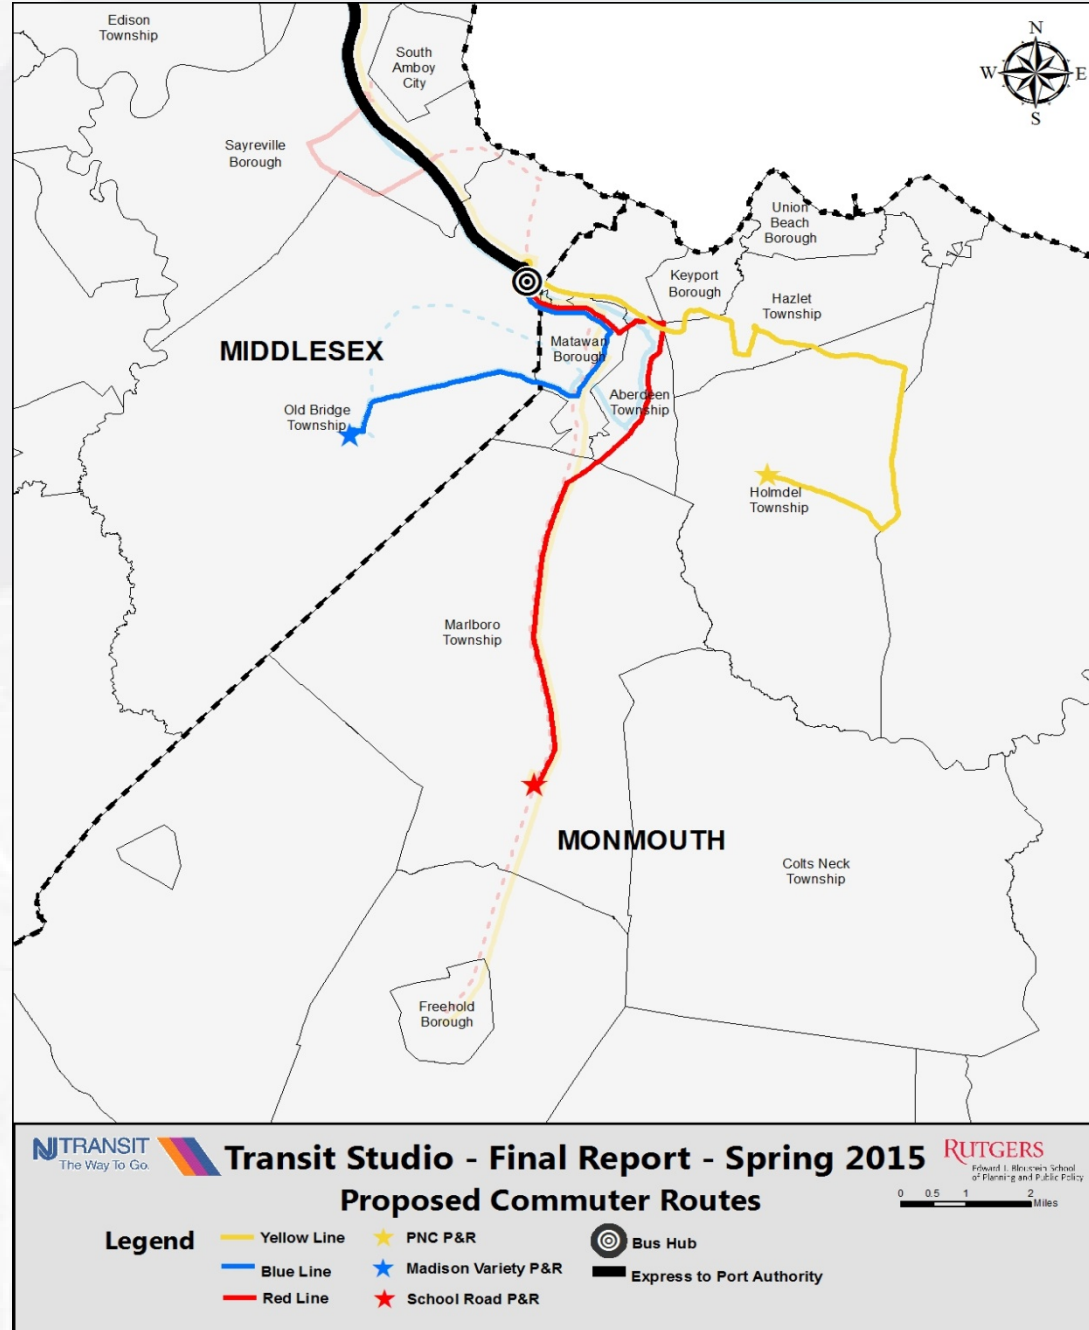 Edison
Township
South
Amboy
City
N
W
E
S
Sayreville
Borough
Union
Beach
Borough
Keyport
Borough
Hazlet
Township
MIDDLESEX
Matawan
Borough
Aberdeen
Township
Old Bridge
Township
Holmdel
Township
Marlboro
Township
MONMOUTH
Colts Neck
Township
Freehold
Borough
NJ TRANSIT
The Way To Go.
Transit Studio - Final Report - Spring 2015
Proposed Commuter Routes
RUTGERS
Edward J. Bloustein School
of Planning and Public Policy
0 0.5 1 2
Miles
Legend
Yellow Line
Blue Line
Red Line
PNC P&R
Madison Variety P&R
School Road P&R
Bus Hub
Express to Port Authority